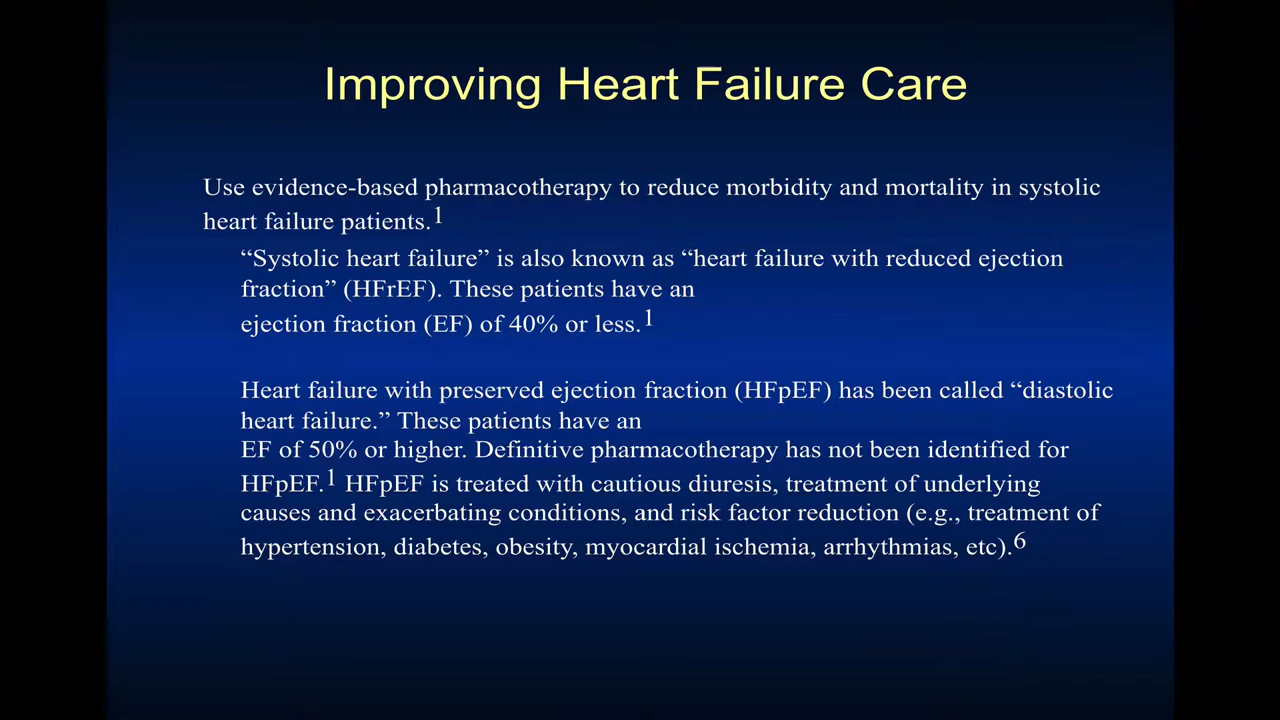 Improving Heart Failure Care
Use evidence-based pharmacotherapy to reduce morbidity and mortality in systolic
heart failure patients.1
“Systolic heart failure” is also known as “heart failure with reduced ejection
fraction” (HFrEF). These patients have an
ejection fraction (EF) of 40% or less.1
Heart failure with preserved ejection fraction (HFpEF) has been called “diastolic
heart failure.” These patients have an
EF of 50% or higher. Definitive pharmacotherapy has not been identified for
HFpEF.1 HFpEF is treated with cautious diuresis, treatment of underlying
causes and exacerbating conditions, and risk factor reduction (e.g., treatment of
hypertension, diabetes, obesity, myocardial ischemia, arrhythmias, etc).6